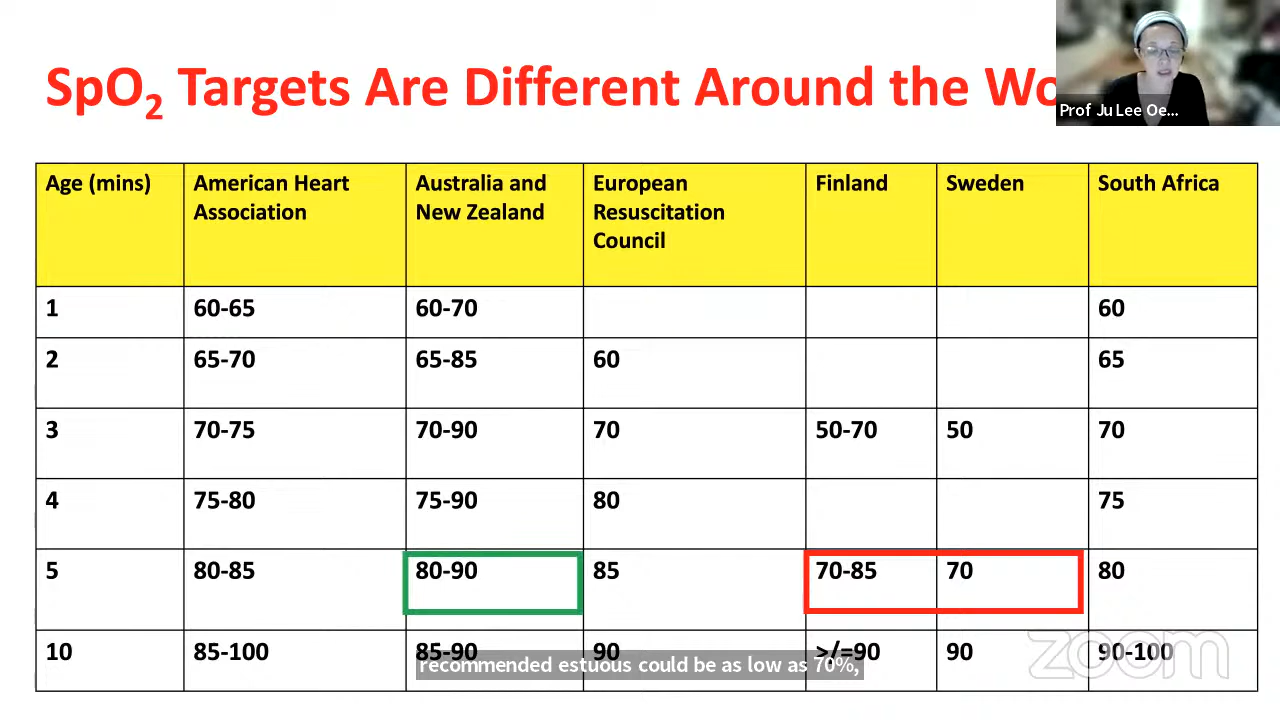 SpO2 Targets Are Different Around the Wo
Prof Ju Lee Oe...
Age (mins) American Heart Association Australia and New Zealand European Resuscitation Council Finland Sweden South Africa
1 60-65 60-70 60
2 65-70 65-85 60 65
3 70-75 70-90 70 50-70 50 70
4 75-80 75-90 80 75
5 80-85 80-90 85 70-85 70 80
10 85-100 85-90 90 >/=90 90 90-100
recommended estuous could be as low as 70%,
zoom